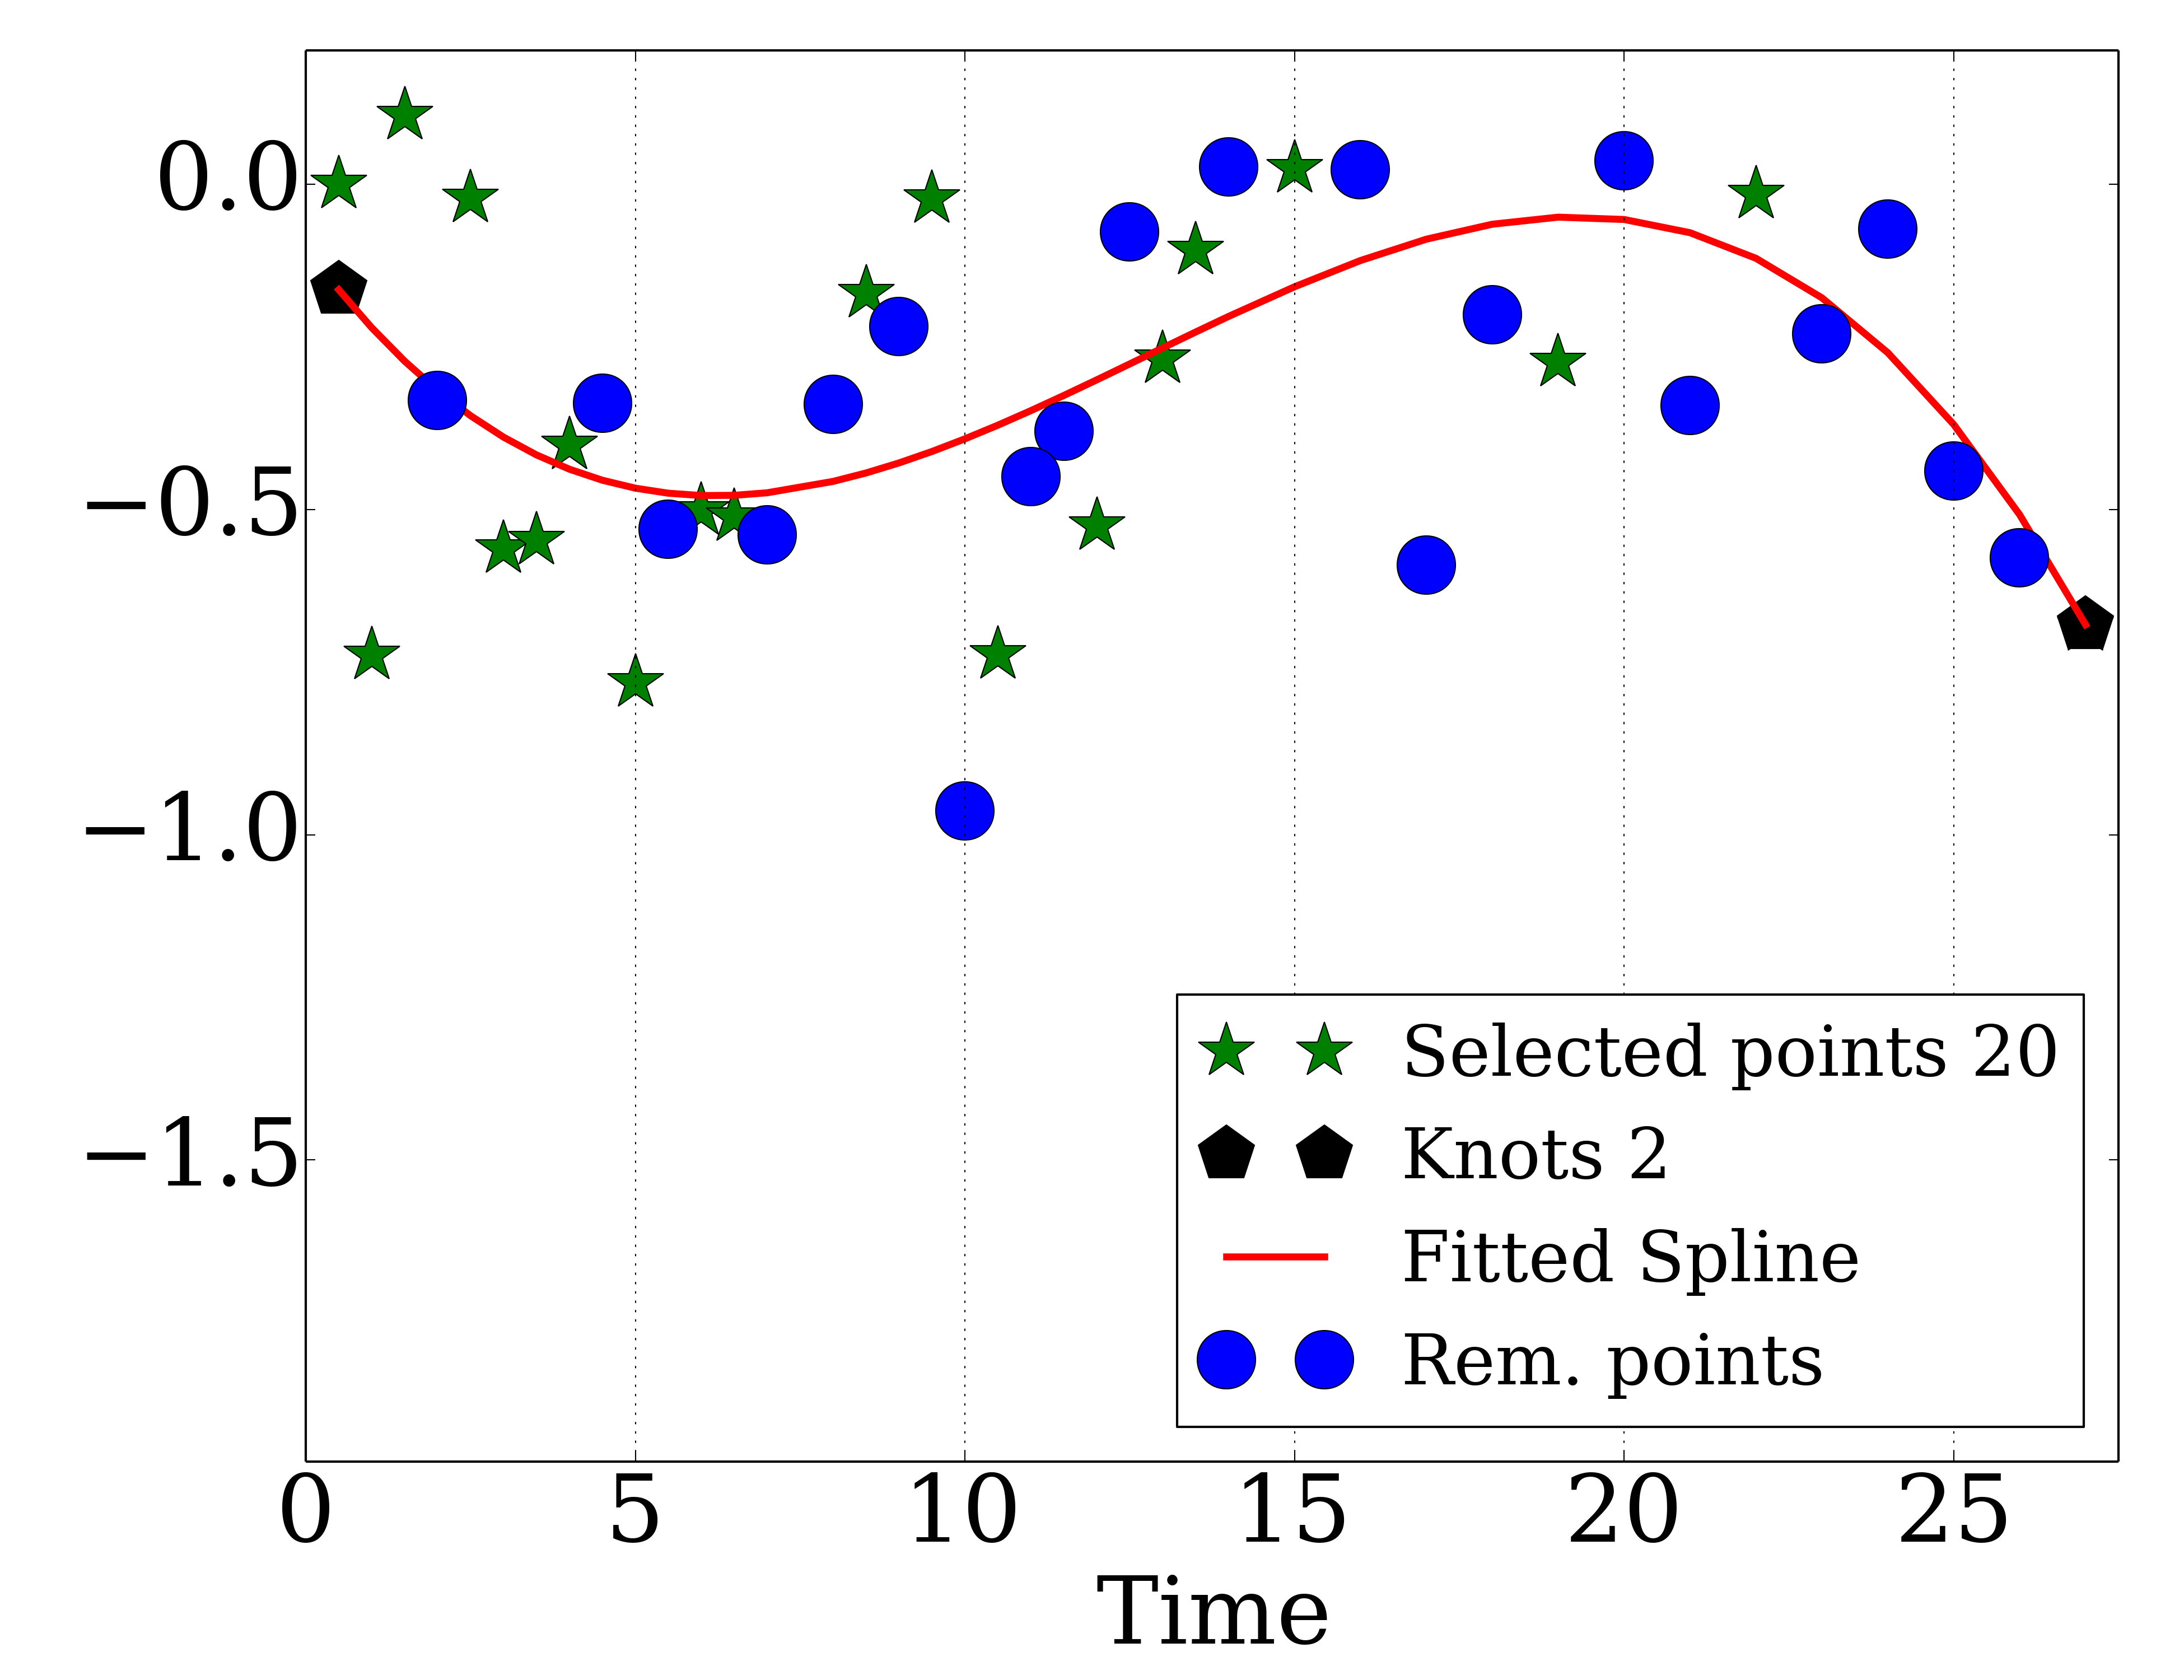 0.0
−0.5
−1.0
−1.5
Selected points 20
Knots 2
Fitted Spline
Rem. points
0 5 10 15 20 25
Time